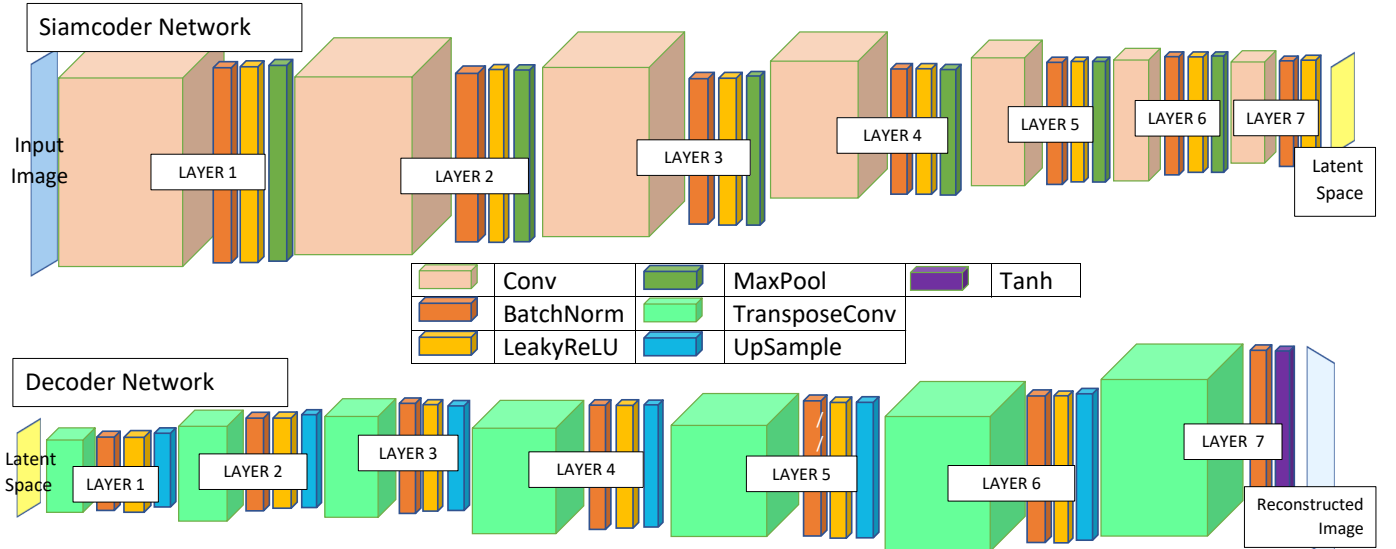 Siamcoder Network
Input
Image
LAYER 1
LAYER 2
LAYER 3
LAYER 4
LAYER 5
LAYER 6
LAYER 7
Latent
Space
Conv
MaxPool
Tanh
BatchNorm
TransposeConv
LeakyReLU
UpSample
Decoder Network
Latent
Space
LAYER 1
LAYER 2
LAYER 3
LAYER 4
LAYER 5
LAYER 6
LAYER 7
Reconstructed
Image